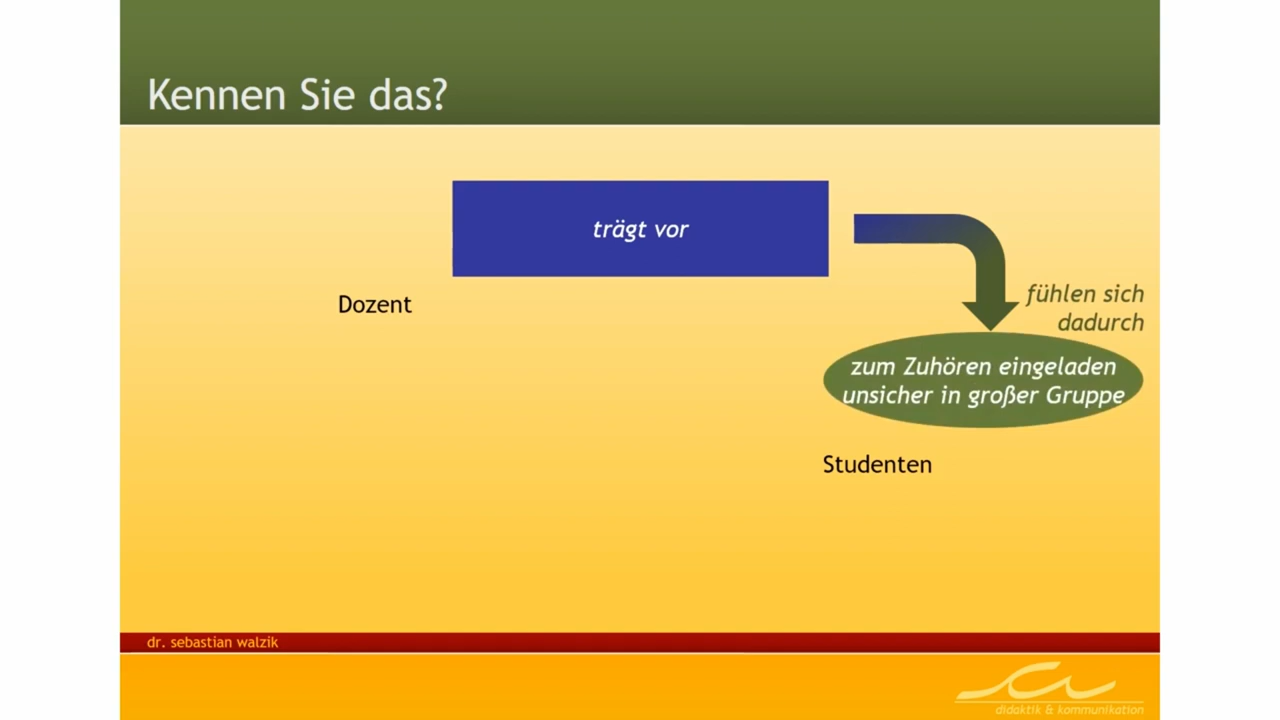 Kennen Sie das?
trägt vor
Dozent
fühlen sich
dadurch
zum Zuhören eingeladen
unsicher in großer Gruppe
Studenten
dr. sebastian walzik
didaktik & kommunikation